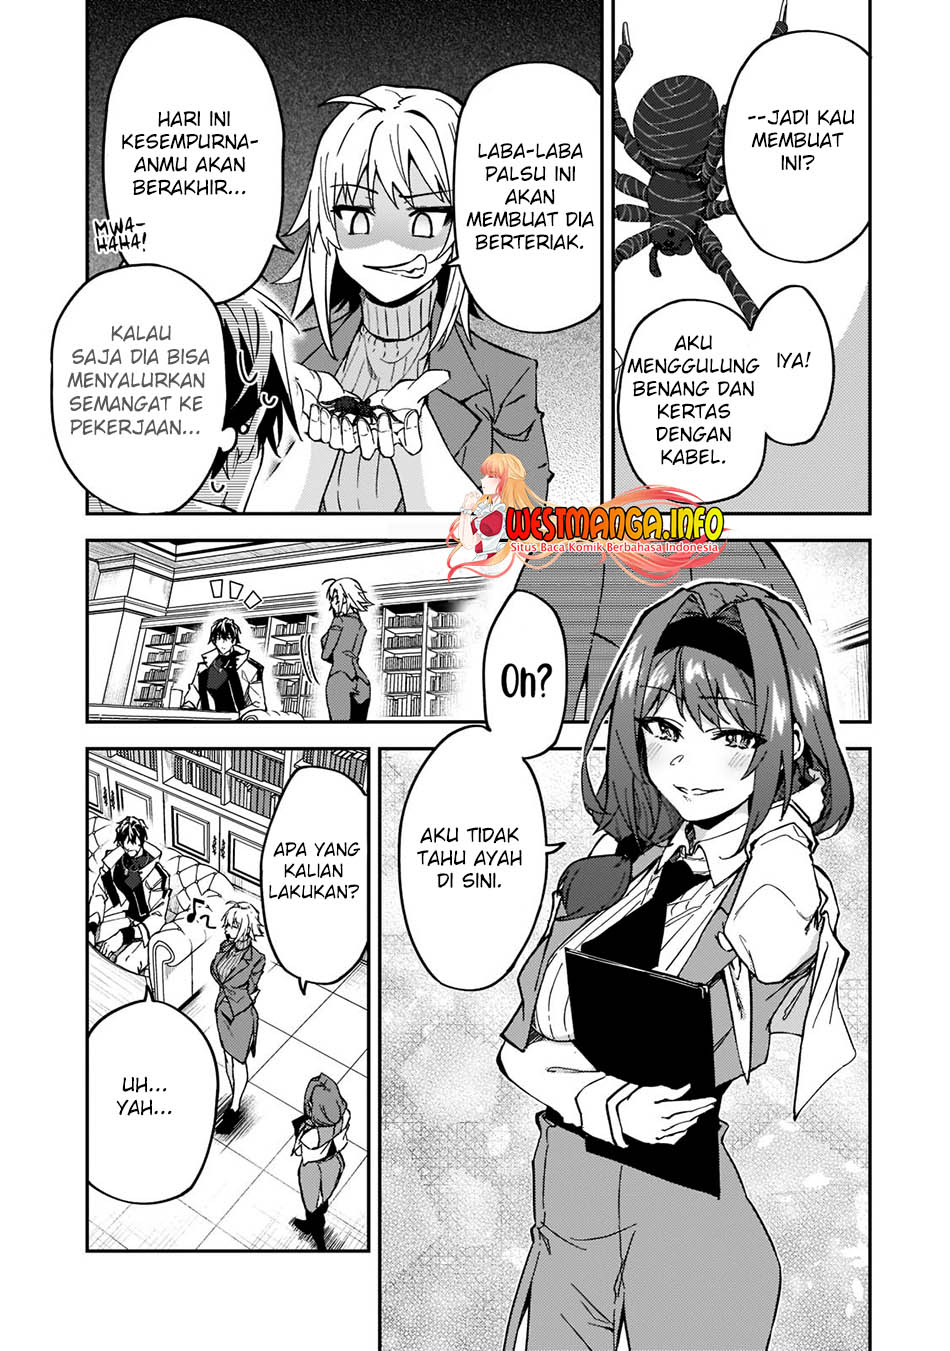 --JADI KAU
MEMBUAT
INI?
IYA!
AKU
MENGGULUNG
BENANG DAN
KERTAS
DENGAN
KABEL.
LABA-LABA
PALSU INI
AKAN
MEMBUAT DIA
BERTERIAK.
HARI INI
KESEMPURNA-
ANMU AKAN
BERAKHIR...
MWA-
HAHA!
KALAU
SAJA DIA BISA
MENYALURKAN
SEMANGAT KE
PEKERJAAN...
WESTMANGA.INFO
Situs Baca Komik Berbahasa Indonesia
Oh?
AKU TIDAK
TAHU AYAH
DI SINI.
APA YANG
KALIAN
LAKUKAN?
UH...
YAH...